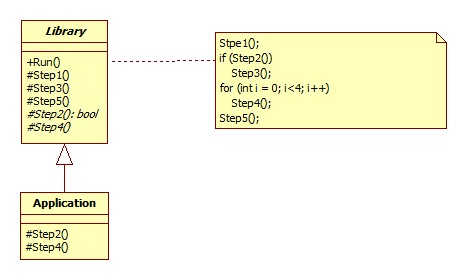 Library
+Run()
#Step1()
#Step3()
#Step5()
#Step2(): bool
#Step4()
Stpe1();
if (Step2())
Step3();
for (int i = 0; i<4; i++)
Step4();
Step5();
Application
#Step2()
#Step4()